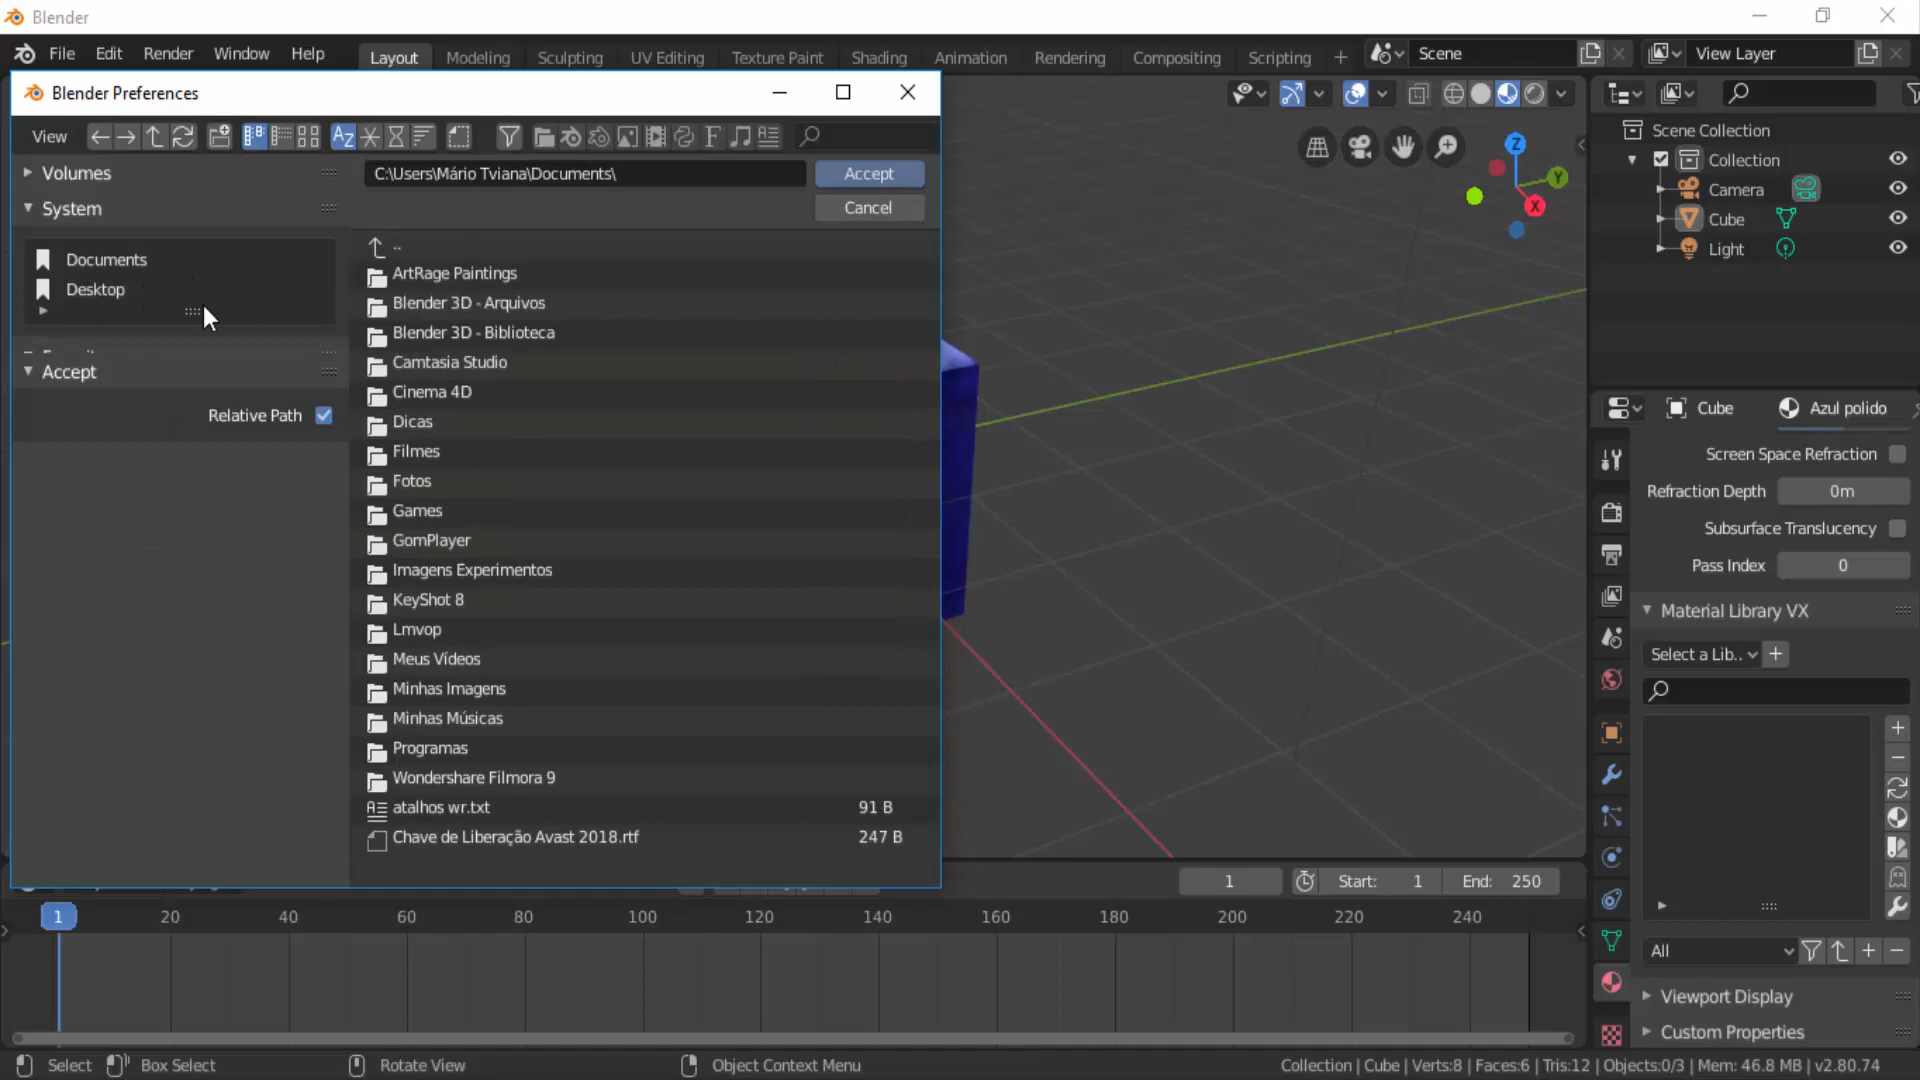 Blender
File Edit Render Window Help Layout Modeling Sculpting UV Editing Texture Paint Shading Animation Rendering Compositing Scripting + Scene View Layer
Blender Preferences
View
Volumes
C:\Users\Mário Tviana\Documents\ Accept
System
Cancel
Documents
Desktop
Accept
Relative Path
..
ArtRage Paintings
Blender 3D - Arquivos
Blender 3D - Biblioteca
Camtasia Studio
Cinema 4D
Dicas
Filmes
Fotos
Games
GomPlayer
Imagens Experimentos
KeyShot 8
Lmvop
Meus Vídeos
Minhas Imagens
Minhas Músicas
Programas
Wondershare Filmora 9
atalhos wr.txt 91 B
Chave de Liberação Avast 2018.rtf 247 B
Z
Y
X
Scene Collection
Collection
Camera
Cube
Light
Cube Azul polido
Screen Space Refraction
Refraction Depth 0m
Subsurface Translucency
Pass Index 0
Material Library VX
Select a Lib..
All
Viewport Display
Custom Properties
1 Start: 1 End: 250
1 20 40 60 80 100 120 140 160 180 200 220 240
Select Box Select Rotate View Object Context Menu Collection | Cube | Verts:8 | Faces:6 | Tris:12 | Objects:0/3 | Mem: 46.8 MB | v2.80.74